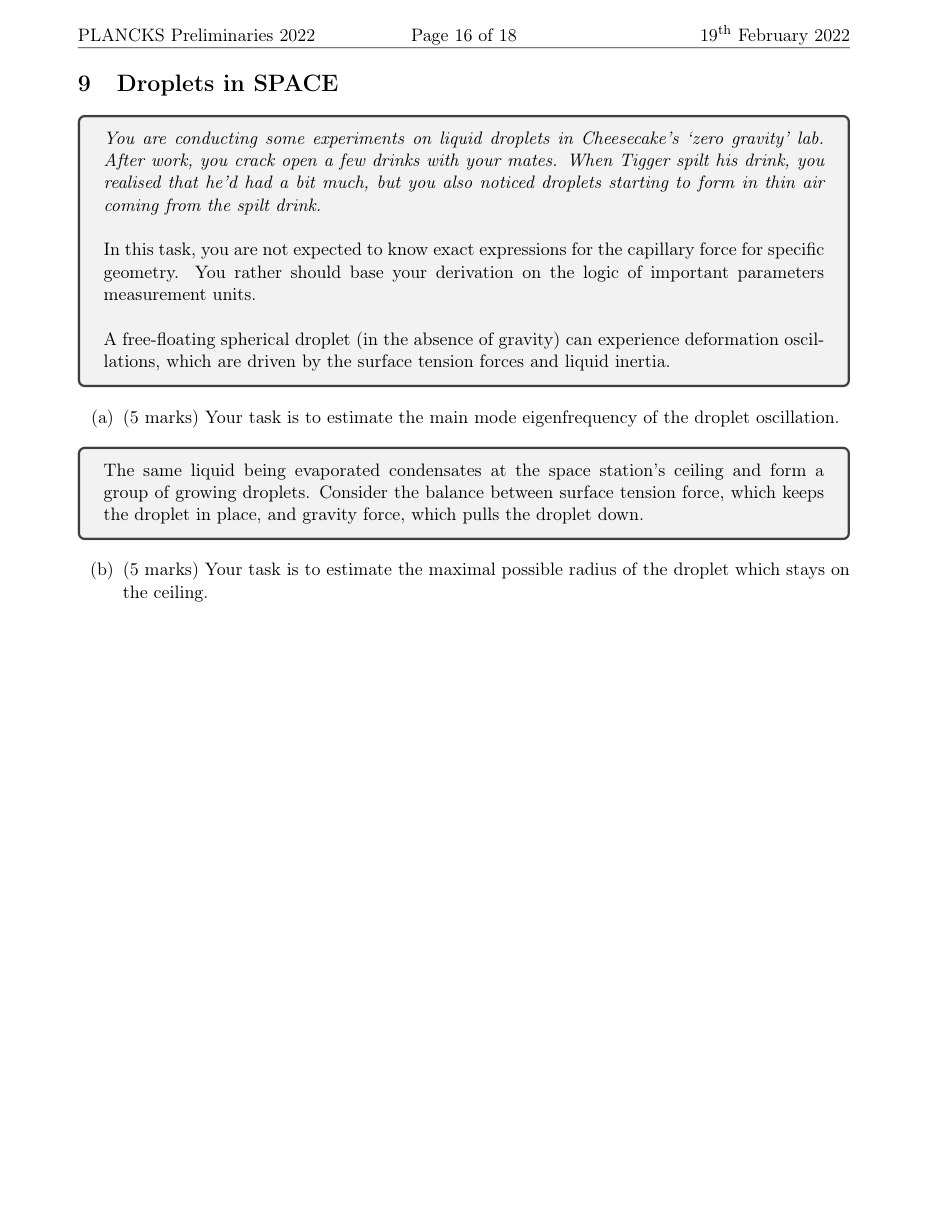 PLANCKS Preliminaries 2022 Page 16 of 18 19th February 2022
9 Droplets in SPACE
You are conducting some experiments on liquid droplets in Cheesecake's ‘zero gravity’ lab.
After work, you crack open a few drinks with your mates. When Tigger spilt his drink, you
realised that he'd had a bit much, but you also noticed droplets starting to form in thin air
coming from the spilt drink.
In this task, you are not expected to know exact expressions for the capillary force for specific
geometry. You rather should base your derivation on the logic of important parameters
measurement units.
A free-floating spherical droplet (in the absence of gravity) can experience deformation oscil-
lations, which are driven by the surface tension forces and liquid inertia.
(a) (5 marks) Your task is to estimate the main mode eigenfrequency of the droplet oscillation.
The same liquid being evaporated condensates at the space station's ceiling and form a
group of growing droplets. Consider the balance between surface tension force, which keeps
the droplet in place, and gravity force, which pulls the droplet down.
(b) (5 marks) Your task is to estimate the maximal possible radius of the droplet which stays on
the ceiling.